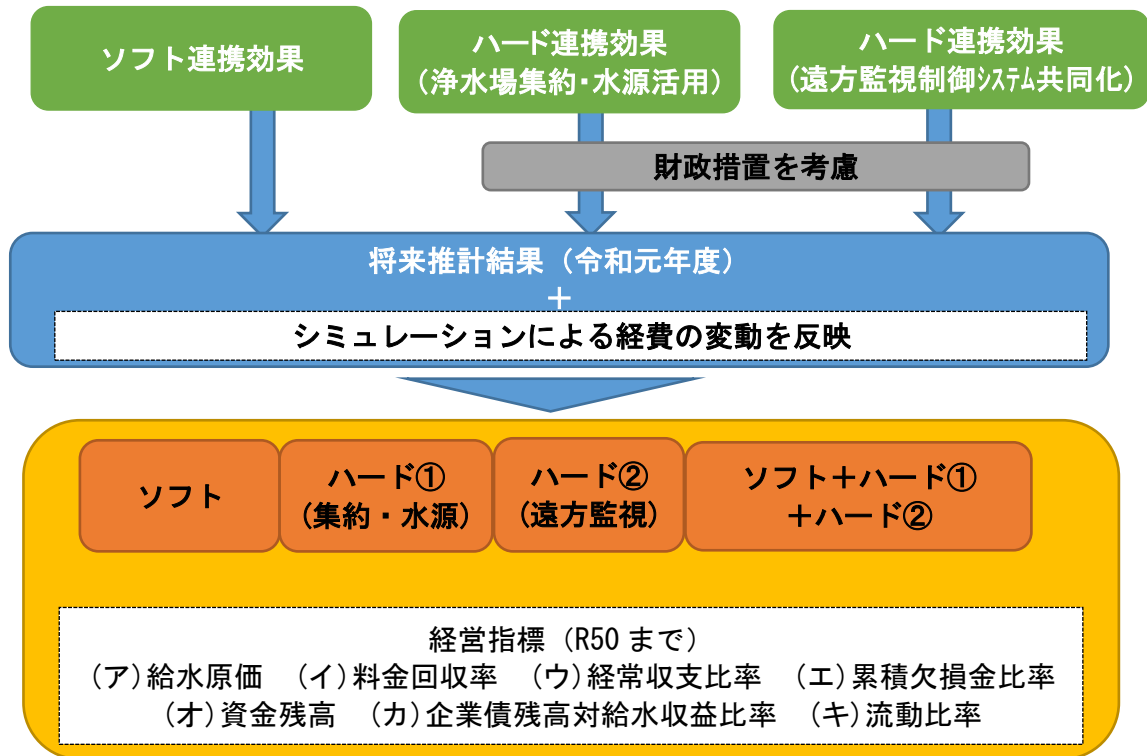 ソフト連携効果
ハード連携効果
(浄水場集約・水源活用)
ハード連携効果
(遠方監視制御ｼｽﾃﾑ共同化)
財政措置を考慮
将来推計結果（令和元年度）
＋
シミュレーションによる経費の変動を反映
ソフト
ハード①
(集約・水源)
ハード②
(遠方監視)
ソフト＋ハード①
＋ハード②
経営指標（R50 まで）
(ア)給水原価　(イ)料金回収率　(ウ)経常収支比率　(エ)累積欠損金比率
(オ)資金残高　(カ)企業債残高対給水収益比率　(キ)流動比率